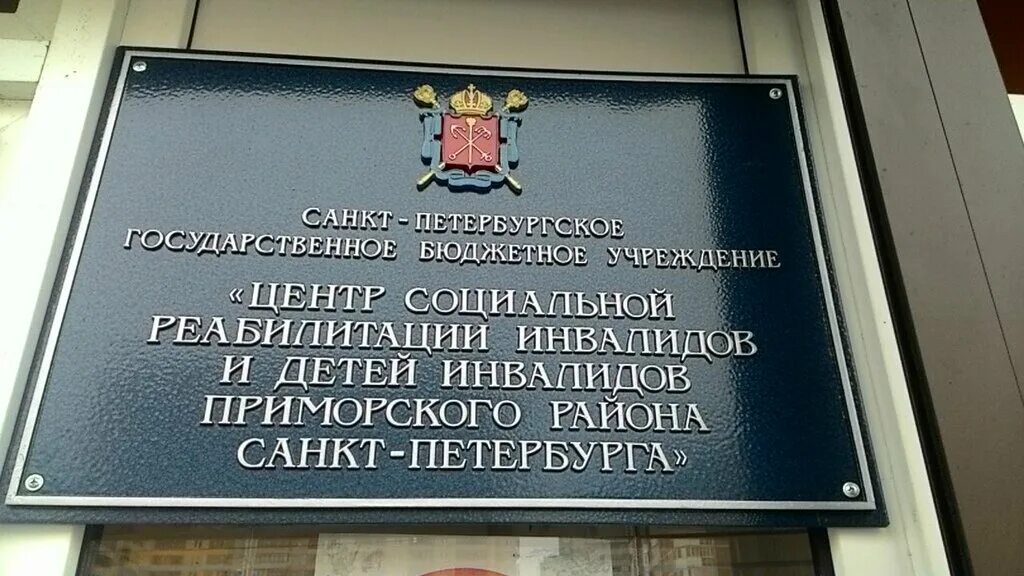 САНКТ-ПЕТЕРБУРГСКОЕ
ГОСУДАРСТВЕННОЕ БЮДЖЕТНОЕ УЧРЕЖДЕНИЕ
«ЦЕНТР СОЦИАЛЬНОЙ
РЕАБИЛИТАЦИИ ИНВАЛИДОВ
И ДЕТЕЙ ИНВАЛИДОВ
ПРИМОРСКОГО РАЙОНА
САНКТ-ПЕТЕРБУРГА»